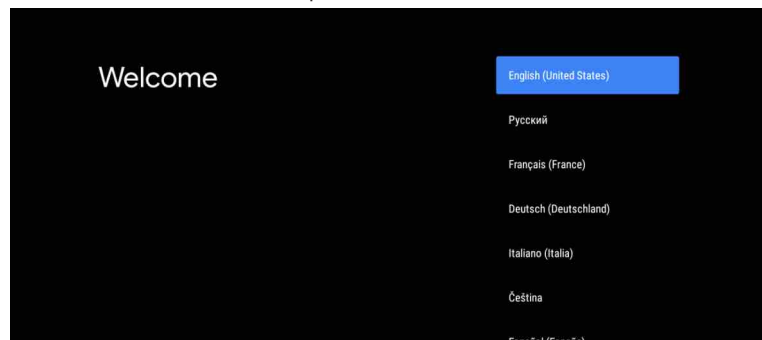 Welcome
English (United States)
Русский
Français (France)
Deutsch (Deutschland)
Italiano (Italia)
Čeština